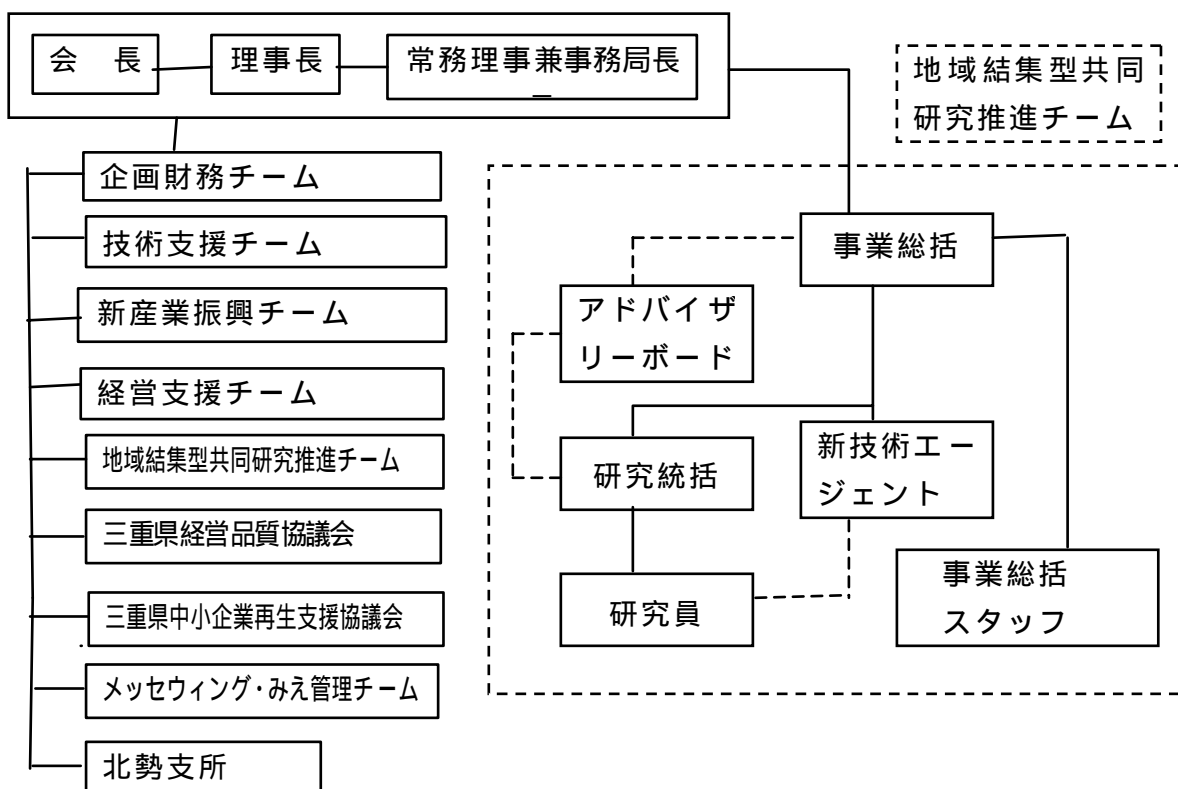 会　長
理事長
常務理事兼事務局長
企画財務チーム
技術支援チーム
新産業振興チーム
経営支援チーム
地域結集型共同研究推進チーム
三重県経営品質協議会
三重県中小企業再生支援協議会
メッセウィング・みえ管理チーム
北勢支所
地域結集型共同
研究推進チーム
事業総括
アドバイザ
リーボード
研究統括
新技術エー
ジェント
研究員
事業総括
スタッフ